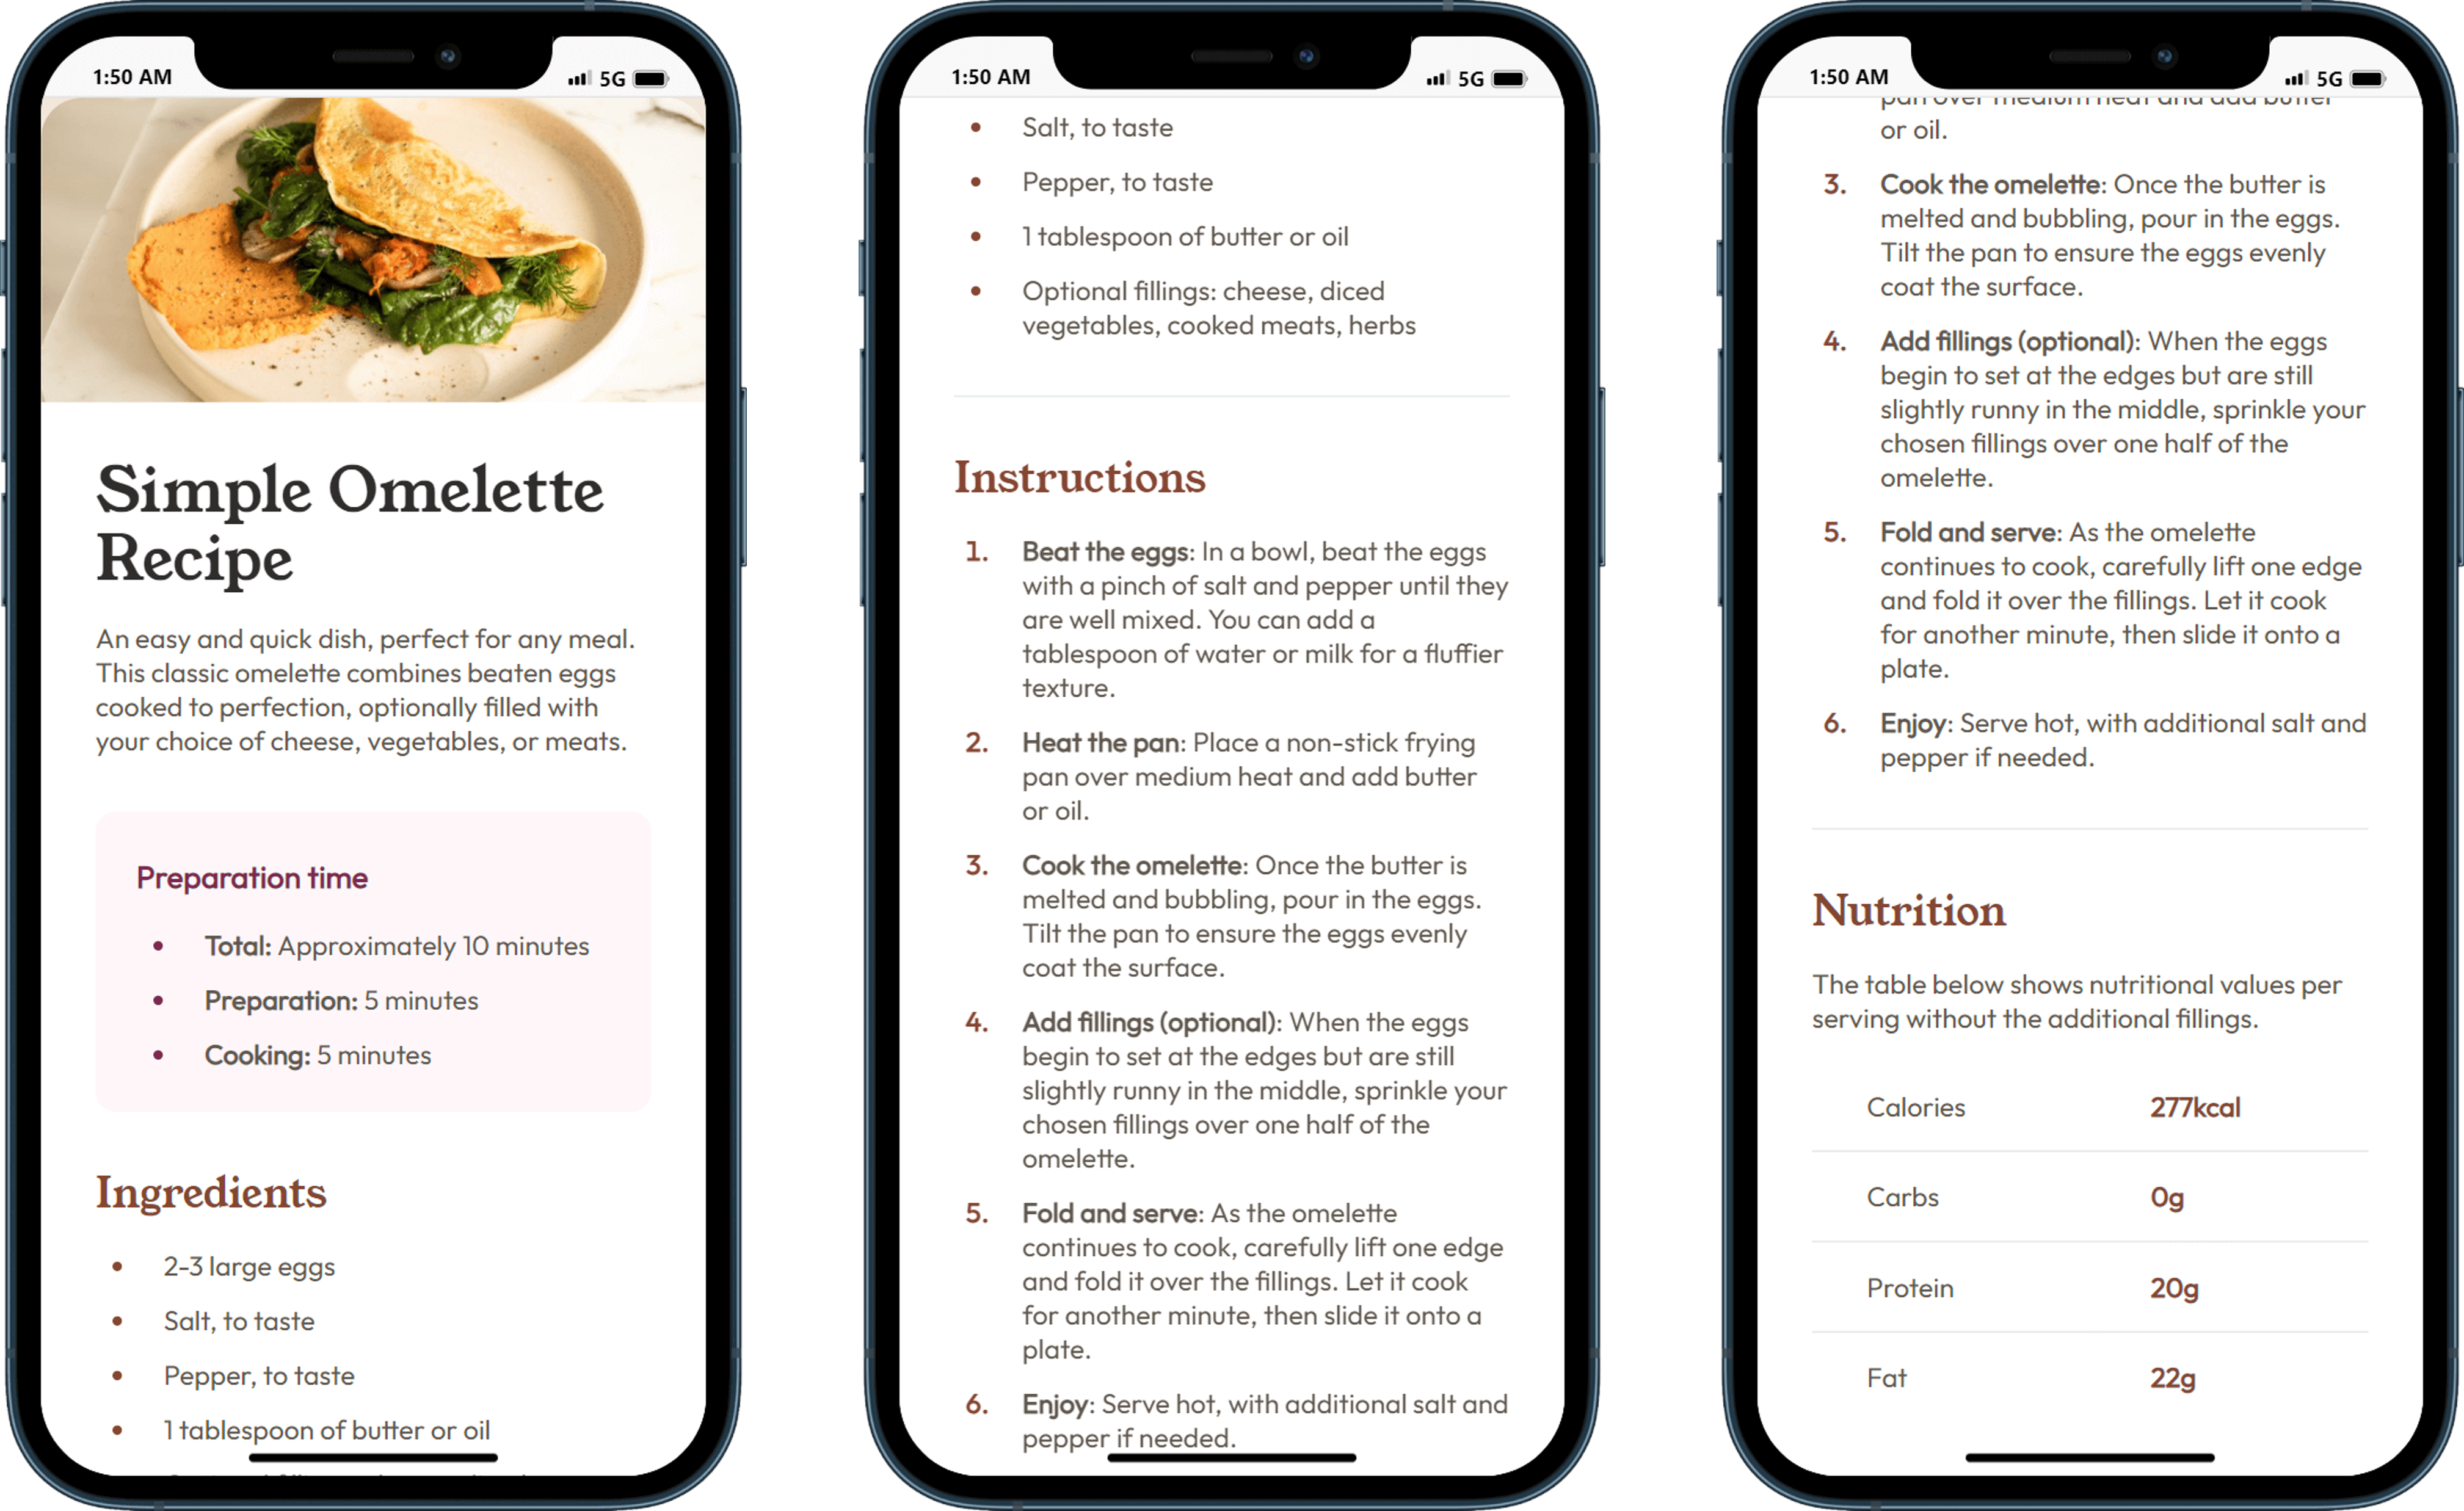 1:50 AM
5G
Simple Omelette
Recipe
An easy and quick dish, perfect for any meal.
This classic omelette combines beaten eggs
cooked to perfection, optionally filled with
your choice of cheese, vegetables, or meats.
Preparation time
• Total: Approximately 10 minutes
• Preparation: 5 minutes
• Cooking: 5 minutes
Ingredients
• 2-3 large eggs
• Salt, to taste
• Pepper, to taste
• 1 tablespoon of butter or oil
1:50 AM
5G
• Salt, to taste
• Pepper, to taste
• 1 tablespoon of butter or oil
• Optional fillings: cheese, diced
vegetables, cooked meats, herbs
Instructions
1. Beat the eggs: In a bowl, beat the eggs
with a pinch of salt and pepper until they
are well mixed. You can add a
tablespoon of water or milk for a fluffier
texture.
2. Heat the pan: Place a non-stick frying
pan over medium heat and add butter
or oil.
3. Cook the omelette: Once the butter is
melted and bubbling, pour in the eggs.
Tilt the pan to ensure the eggs evenly
coat the surface.
4. Add fillings (optional): When the eggs
begin to set at the edges but are still
slightly runny in the middle, sprinkle your
chosen fillings over one half of the
omelette.
5. Fold and serve: As the omelette
continues to cook, carefully lift one edge
and fold it over the fillings. Let it cook
for another minute, then slide it onto a
plate.
6. Enjoy: Serve hot, with additional salt and
pepper if needed.
1:50 AM
5G
pan over medium heat and add butter
or oil.
3. Cook the omelette: Once the butter is
melted and bubbling, pour in the eggs.
Tilt the pan to ensure the eggs evenly
coat the surface.
4. Add fillings (optional): When the eggs
begin to set at the edges but are still
slightly runny in the middle, sprinkle your
chosen fillings over one half of the
omelette.
5. Fold and serve: As the omelette
continues to cook, carefully lift one edge
and fold it over the fillings. Let it cook
for another minute, then slide it onto a
plate.
6. Enjoy: Serve hot, with additional salt and
pepper if needed.
Nutrition
The table below shows nutritional values per
serving without the additional fillings.
Calories 277kcal
Carbs 0g
Protein 20g
Fat 22g